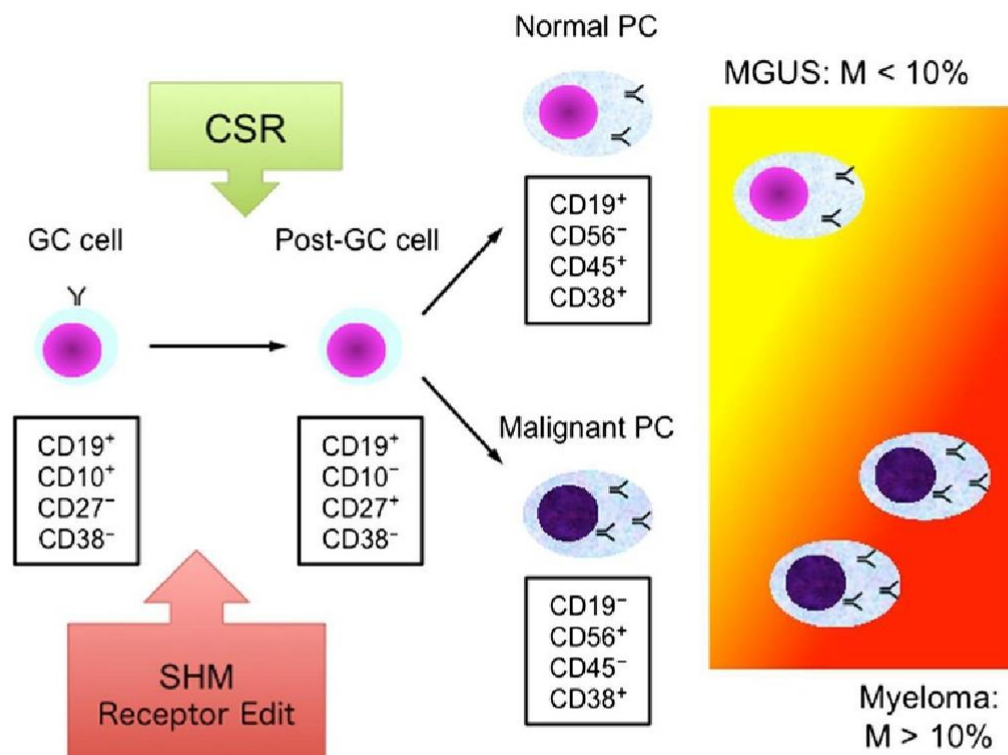 Normal PC
MGUS: M < 10%
CSR
CD19⁺
CD56⁻
CD45⁺
CD38⁺
GC cell
Post-GC cell
CD19⁺
CD10⁺
CD27⁻
CD38⁻
CD19⁺
CD10⁻
CD27⁺
CD38⁻
Malignant PC
CD19⁻
CD56⁺
CD45⁻
CD38⁺
SHM
Receptor Edit
Myeloma:
M > 10%